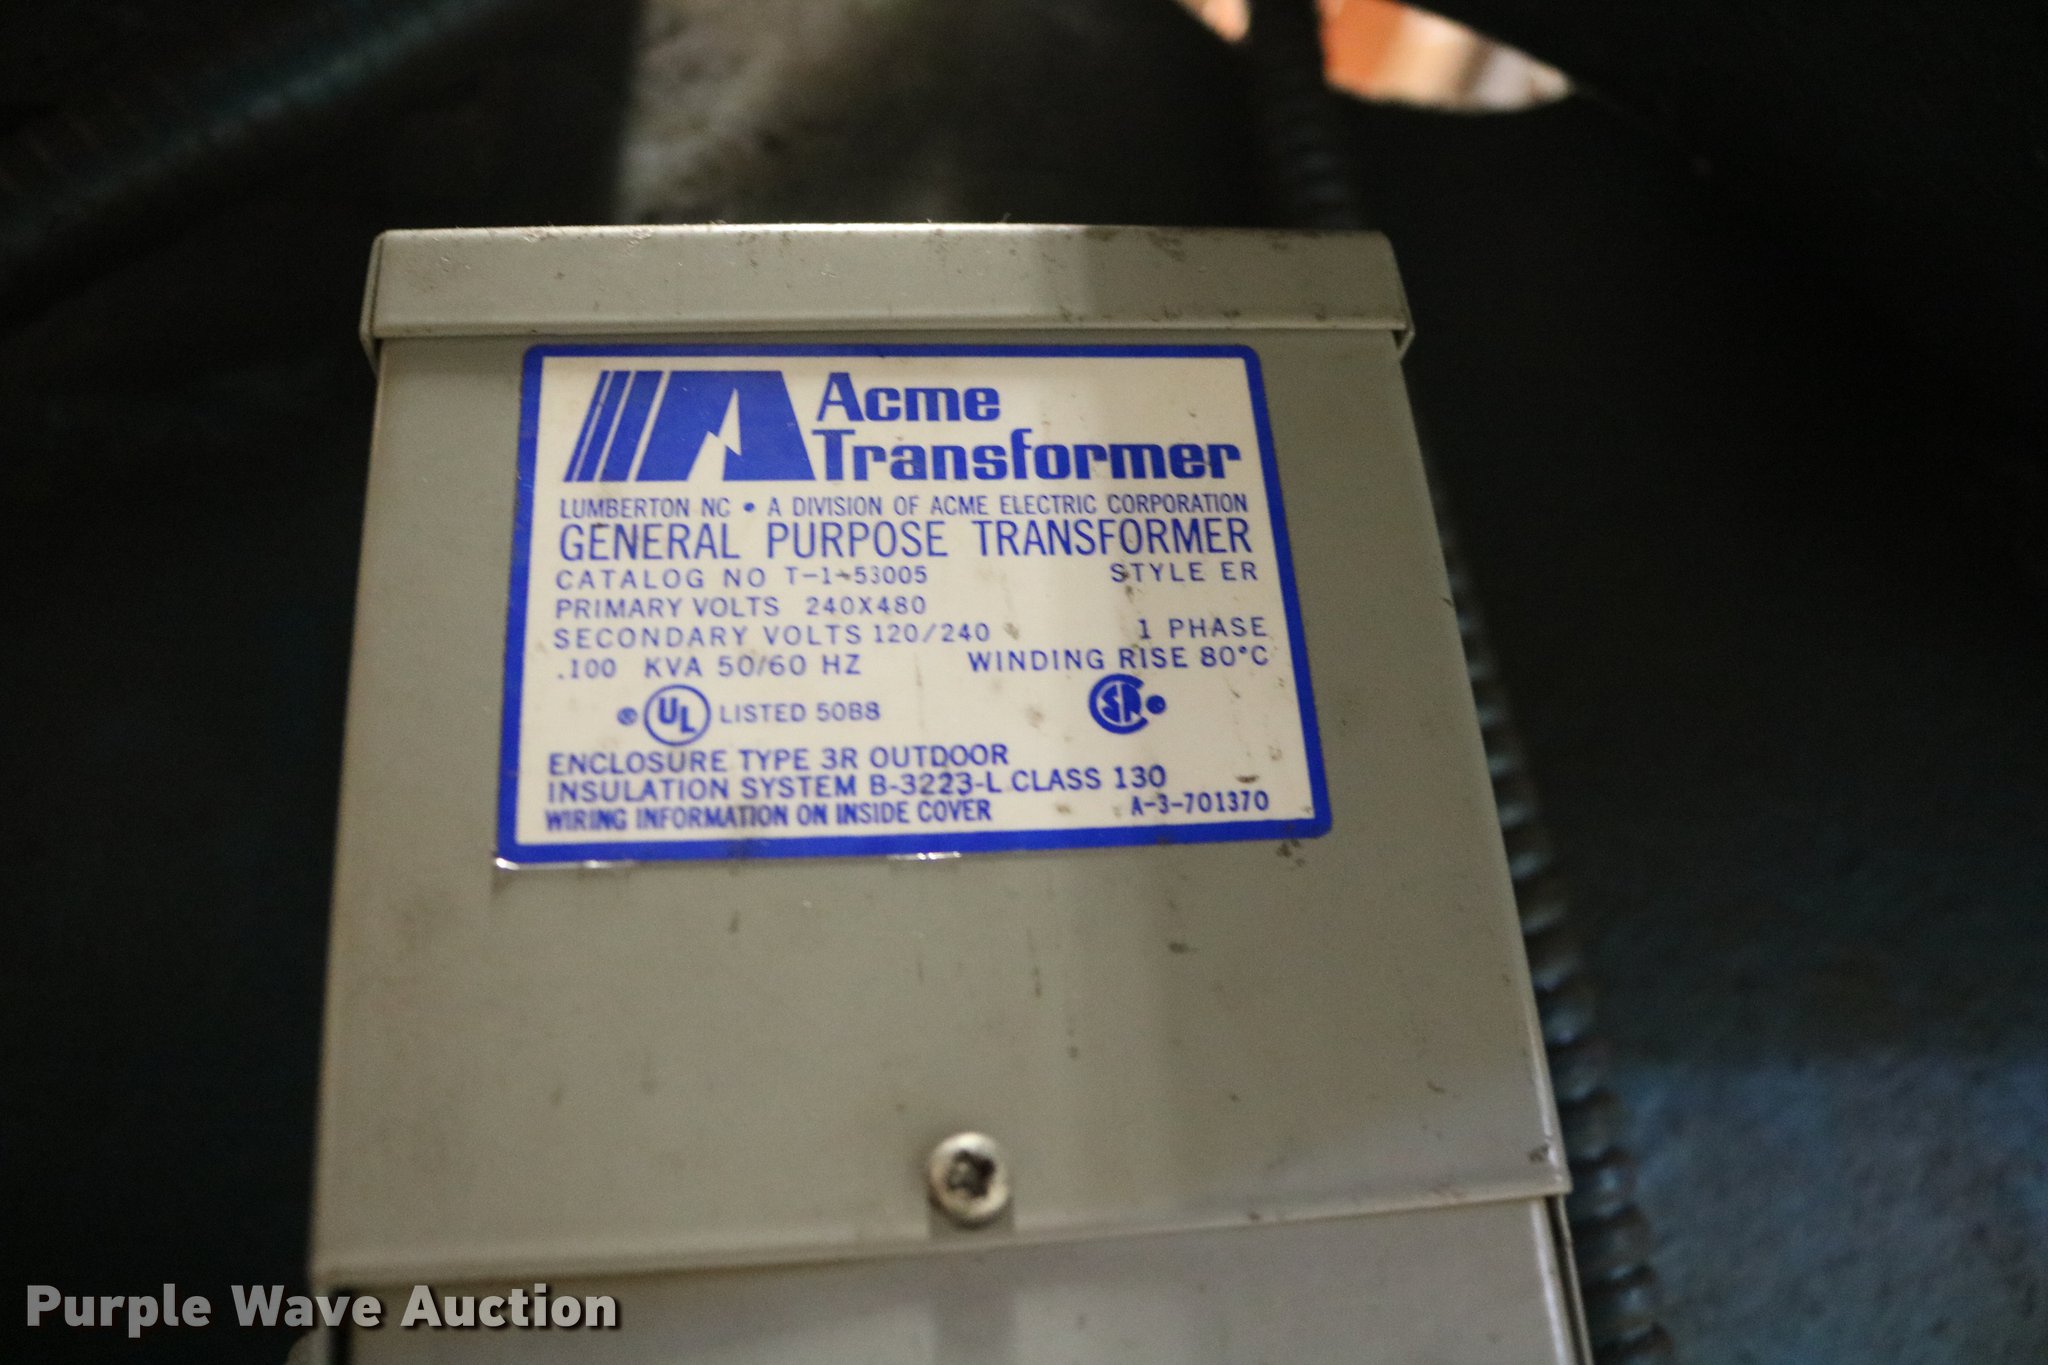 Acme
Transformer
LUMBERTON NC • A DIVISION OF ACME ELECTRIC CORPORATION
GENERAL PURPOSE TRANSFORMER
CATALOG NO T-1-53005 STYLE ER
PRIMARY VOLTS 240X480
SECONDARY VOLTS 120/240 1 PHASE
.100 KVA 50/60 HZ WINDING RISE 80°C
® UL LISTED 50B8 SA ®
ENCLOSURE TYPE 3R OUTDOOR
INSULATION SYSTEM B-3223-L CLASS 130
WIRING INFORMATION ON INSIDE COVER A-3-701370
Purple Wave Auction